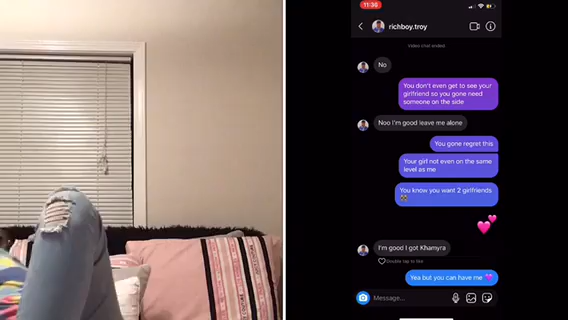 11:36
richboy.troy
Video chat ended
No
You don't even get to see your
girlfriend so you gone need
someone on the side
Noo I'm good leave me alone
You gone regret this
Your girl not even on the same
level as me
You know you want 2 girlfriends
I'm good I got Khamyra
Double tap to like
Yea but you can have me
Message...